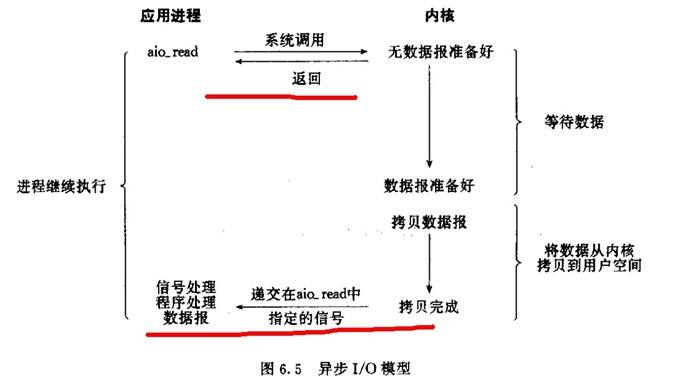 应用进程 内核
aio_read 系统调用 无数据报准备好
返回
等待数据
进程继续执行 数据报准备好
拷贝数据报
将数据从内核
拷贝到用户空间
信号处理
程序处理
数据报
递交在aio_read中
指定的信号
拷贝完成
图 6.5 异步 I/O 模型